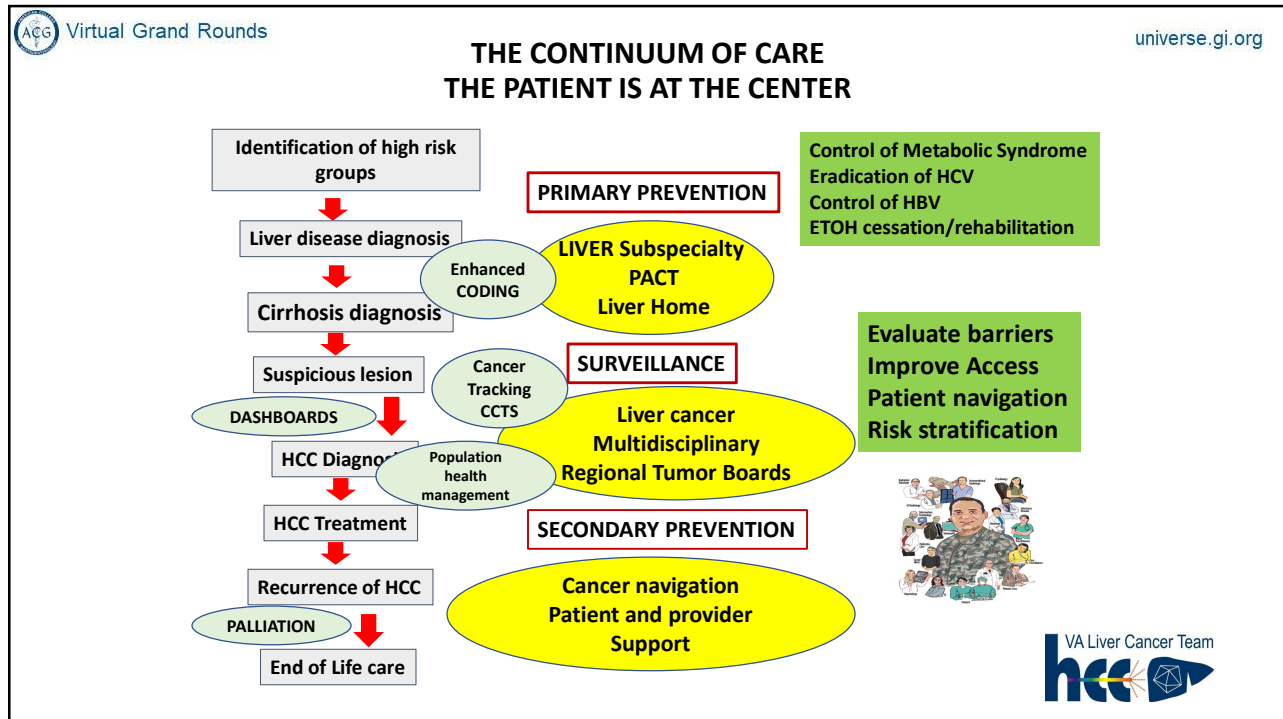 ACG
Virtual Grand Rounds
universe.gi.org
THE CONTINUUM OF CARE
THE PATIENT IS AT THE CENTER
Identification of high risk
groups
Liver disease diagnosis
Cirrhosis diagnosis
Suspicious lesion
DASHBOARDS
HCC Diagnosi
HCC Treatment
Recurrence of HCC
PALLIATION
End of Life care
Enhanced
CODING
Cancer
Tracking
CCTS
Population
health
management
PRIMARY PREVENTION
LIVER Subspecialty
PACT
Liver Home
SURVEILLANCE
Liver cancer
Multidisciplinary
Regional Tumor Boards
SECONDARY PREVENTION
Cancer navigation
Patient and provider
Support
Control of Metabolic Syndrome
Eradication of HCV
Control of HBV
ETOH cessation/rehabilitation
Evaluate barriers
Improve Access
Patient navigation
Risk stratification
VA Liver Cancer Team
hcc